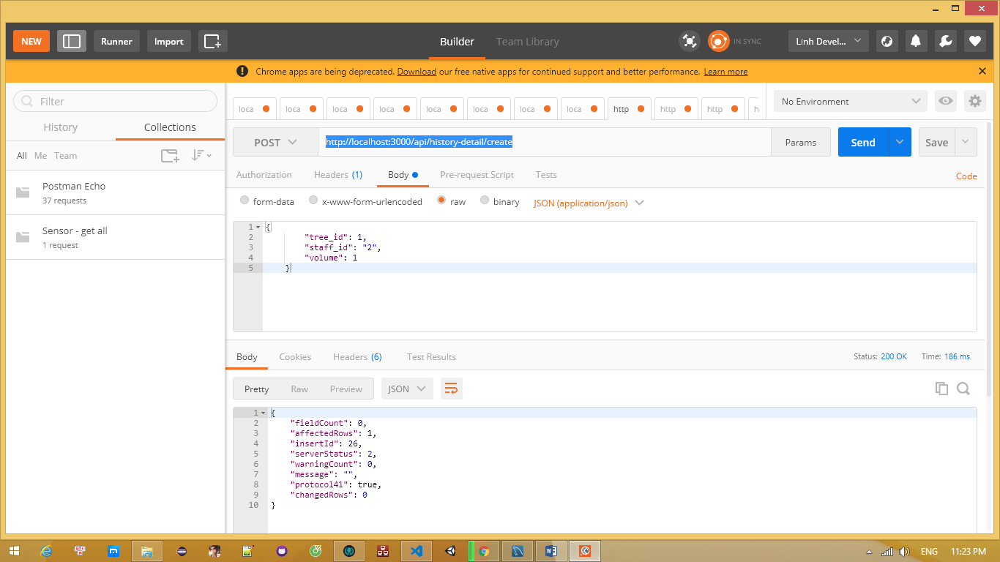 NEW Runner Import Builder Team Library IN SYNC Linh Devel...
Chrome apps are being deprecated. Download our free native apps for continued support and better performance. Learn more
Filter
History Collections
All Me Team
Postman Echo
37 requests
Sensor - get all
1 request
loca loca loca loca loca loca loca loca http http http h
No Environment
POST http://localhost:3000/api/history-detail/create Params Send Save
Authorization Headers (1) Body Pre-request Script Tests Code
form-data x-www-form-urlencoded raw binary JSON (application/json)
1 {
2 "tree_id": 1,
3 "staff_id": "2",
4 "volume": 1
5 }
Body Cookies Headers (6) Test Results Status: 200 OK Time: 186 ms
Pretty Raw Preview JSON
1 {
2 "fieldCount": 0,
3 "affectedRows": 1,
4 "insertId": 26,
5 "serverStatus": 2,
6 "warningCount": 0,
7 "message": "",
8 "protocol41": true,
9 "changedRows": 0
10 }
ENG 11:23 PM